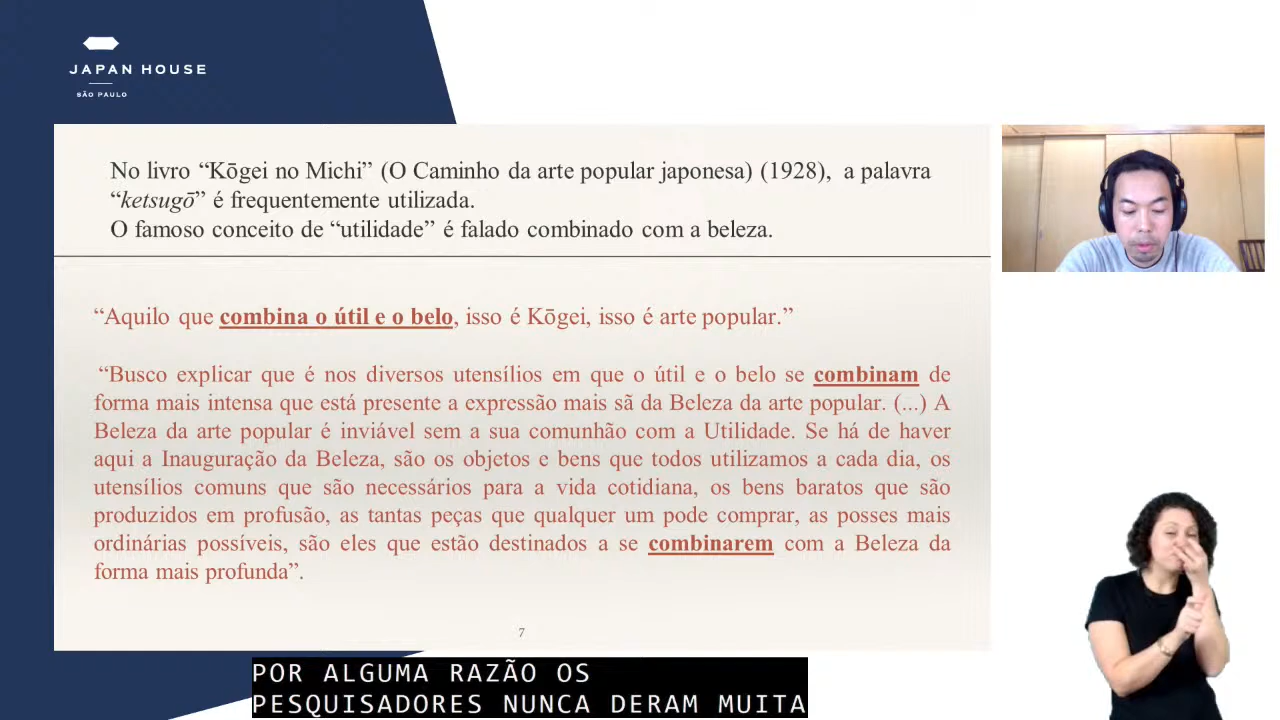 JAPAN HOUSE
SÃO PAULO
No livro “Kōgei no Michi” (O Caminho da arte popular japonesa) (1928), a palavra
“ketsugō” é frequentemente utilizada.
O famoso conceito de “utilidade” é falado combinado com a beleza.
“Aquilo que combina o útil e o belo, isso é Kōgei, isso é arte popular.”
“Busco explicar que é nos diversos utensílios em que o útil e o belo se combinam de
forma mais intensa que está presente a expressão mais sã da Beleza da arte popular. (...) A
Beleza da arte popular é inviável sem a sua comunhão com a Utilidade. Se há de haver
aqui a Inauguração da Beleza, são os objetos e bens que todos utilizamos a cada dia, os
utensílios comuns que são necessários para a vida cotidiana, os bens baratos que são
produzidos em profusão, as tantas peças que qualquer um pode comprar, as posses mais
ordinárias possíveis, são eles que estão destinados a se combinarem com a Beleza da
forma mais profunda”.
7
POR ALGUMA RAZÃO OS
PESQUISADORES NUNCA DERAM MUITA